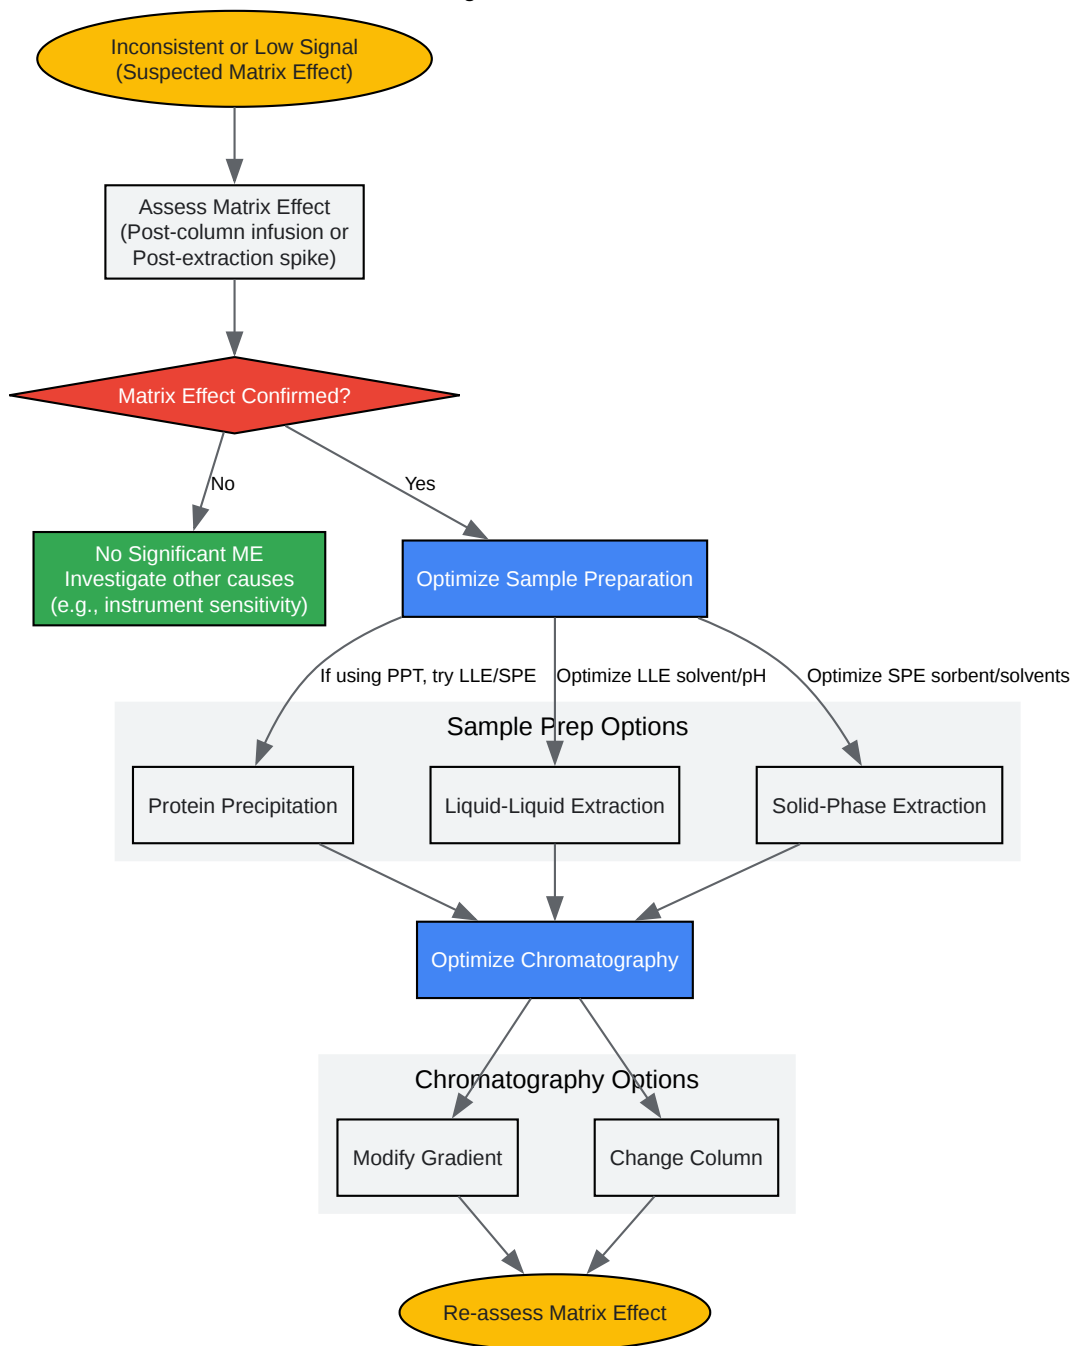 Inconsistent or Low Signal
(Suspected Matrix Effect)
Assess Matrix Effect
(Post-column infusion or
Post-extraction spike)
Matrix Effect Confirmed?
No
Yes
No Significant ME
Investigate other causes
(e.g., instrument sensitivity)
Optimize Sample Preparation
If using PPT, try LLE/SPE
Optimize LLE solvent/pH
Optimize SPE sorbent/solvents
Sample Prep Options
Protein Precipitation
Liquid-Liquid Extraction
Solid-Phase Extraction
Optimize Chromatography
Chromatography Options
Modify Gradient
Change Column
Re-assess Matrix Effect